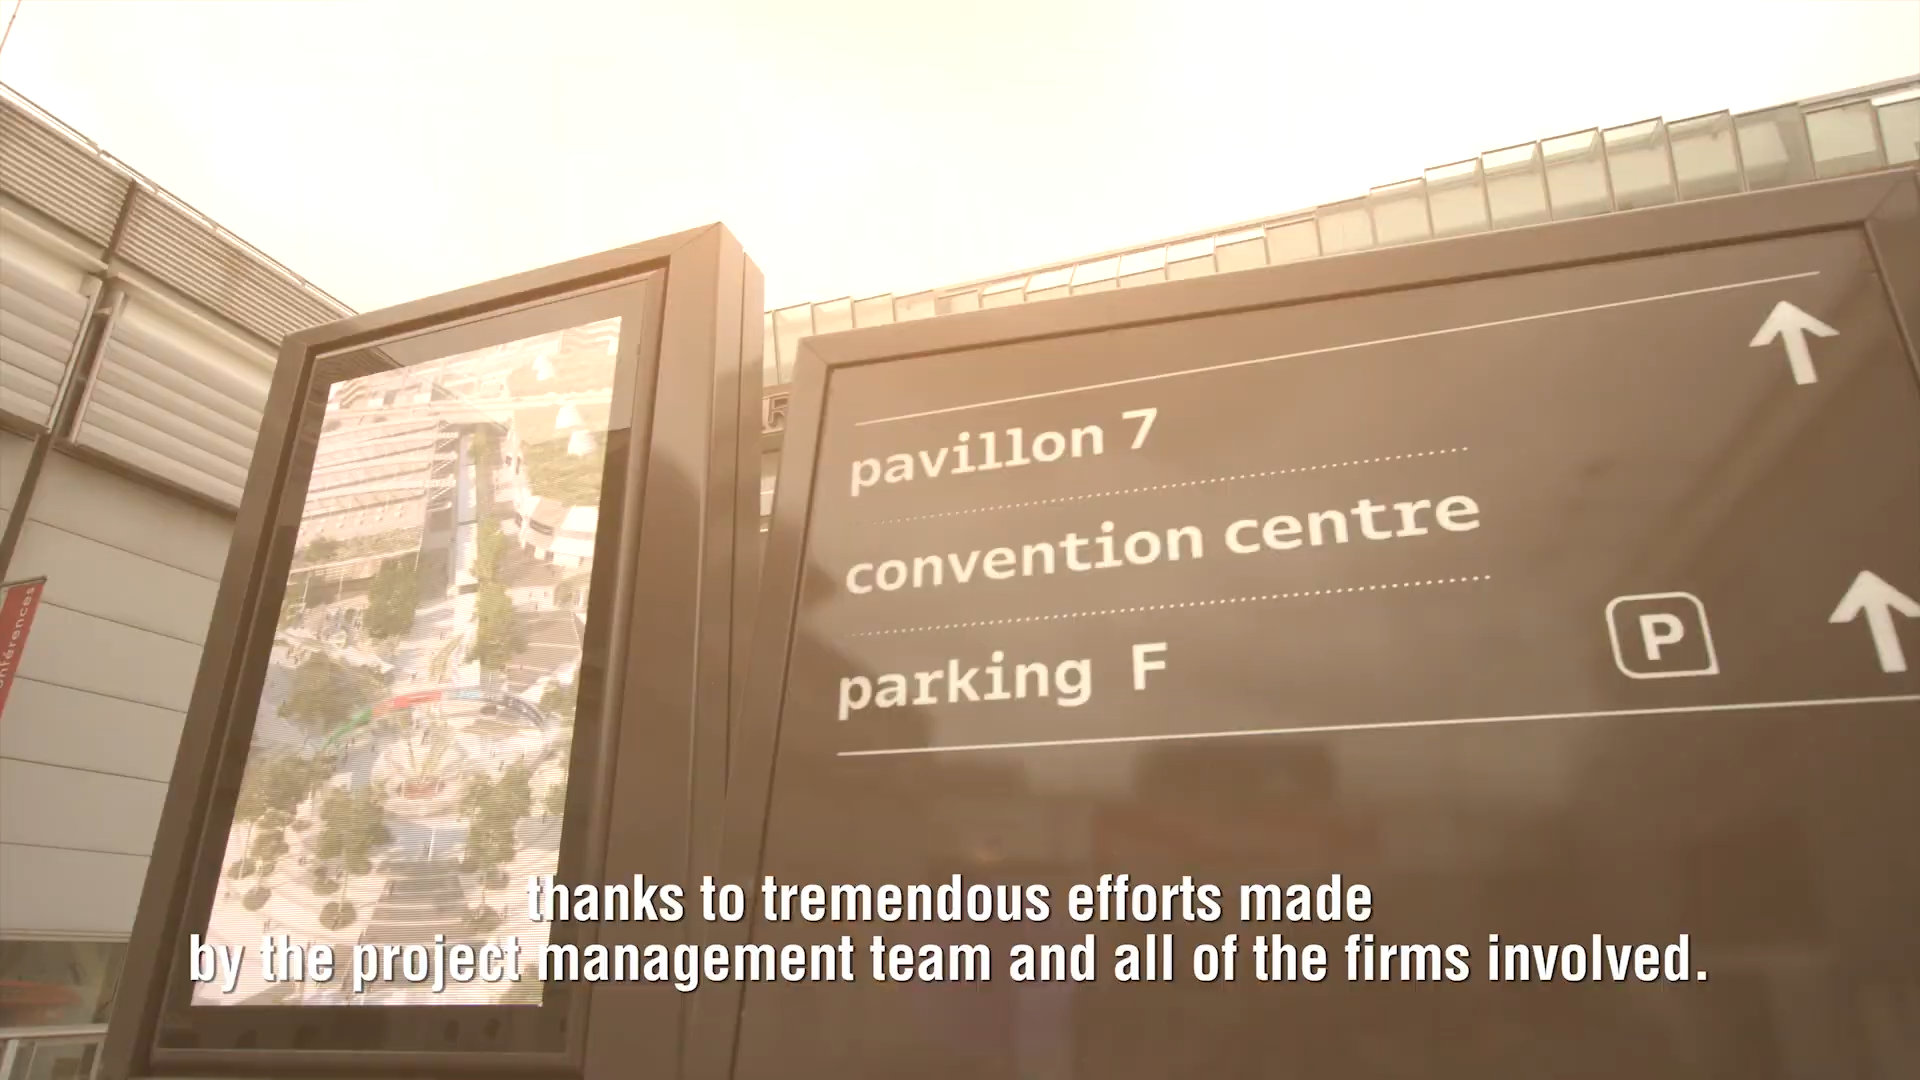 pavillon 7
convention centre
parking F
P
thanks to tremendous efforts made
by the project management team and all of the firms involved.